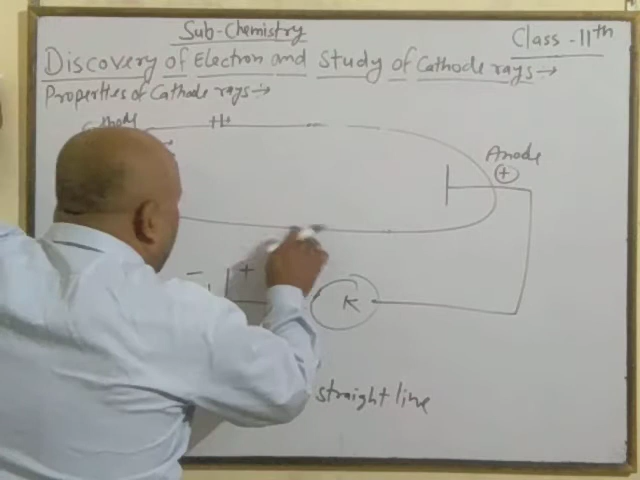 Sub-Chemistry
Class -11th
Discovery of Electron and Study of Cathode rays:→
Properties of Cathode rays:→
Anode
+
- +
K
straight line